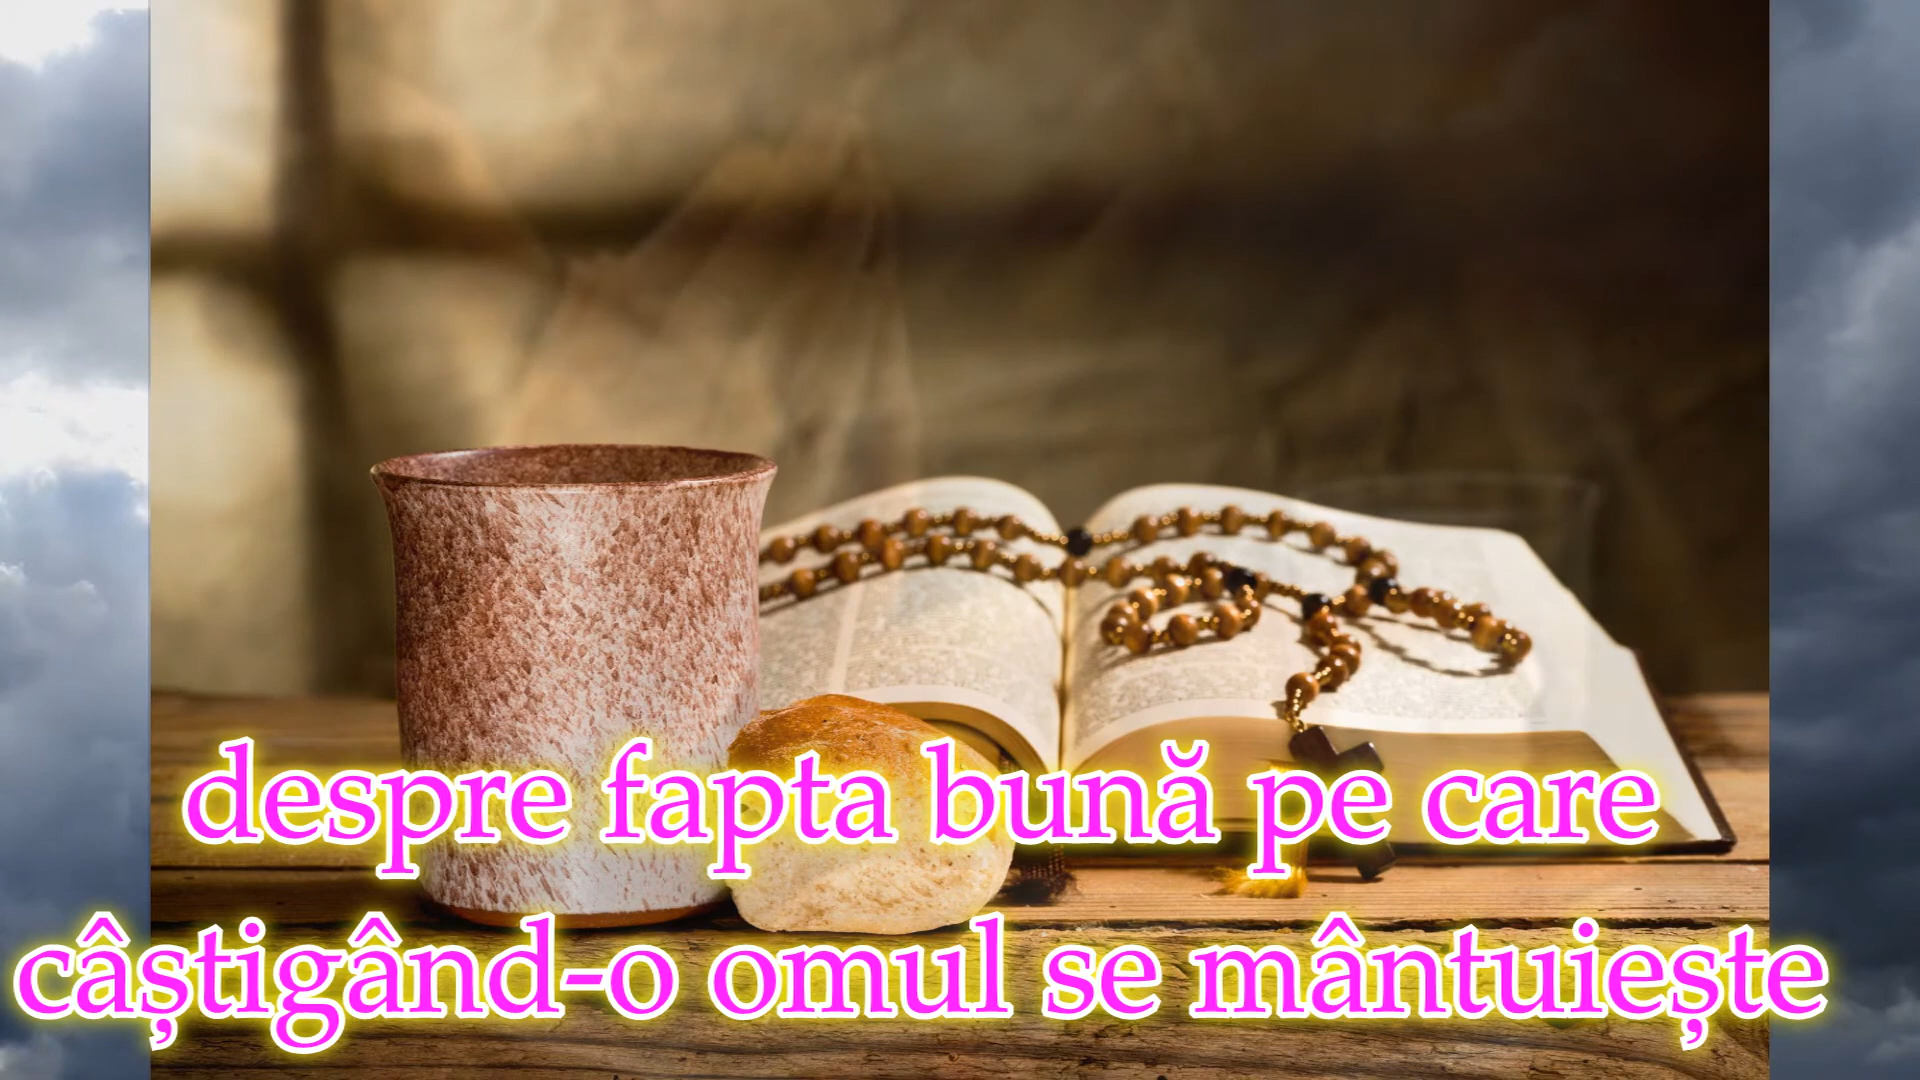 despre fapta bună pe care
câștigând-o omul se mântuiește